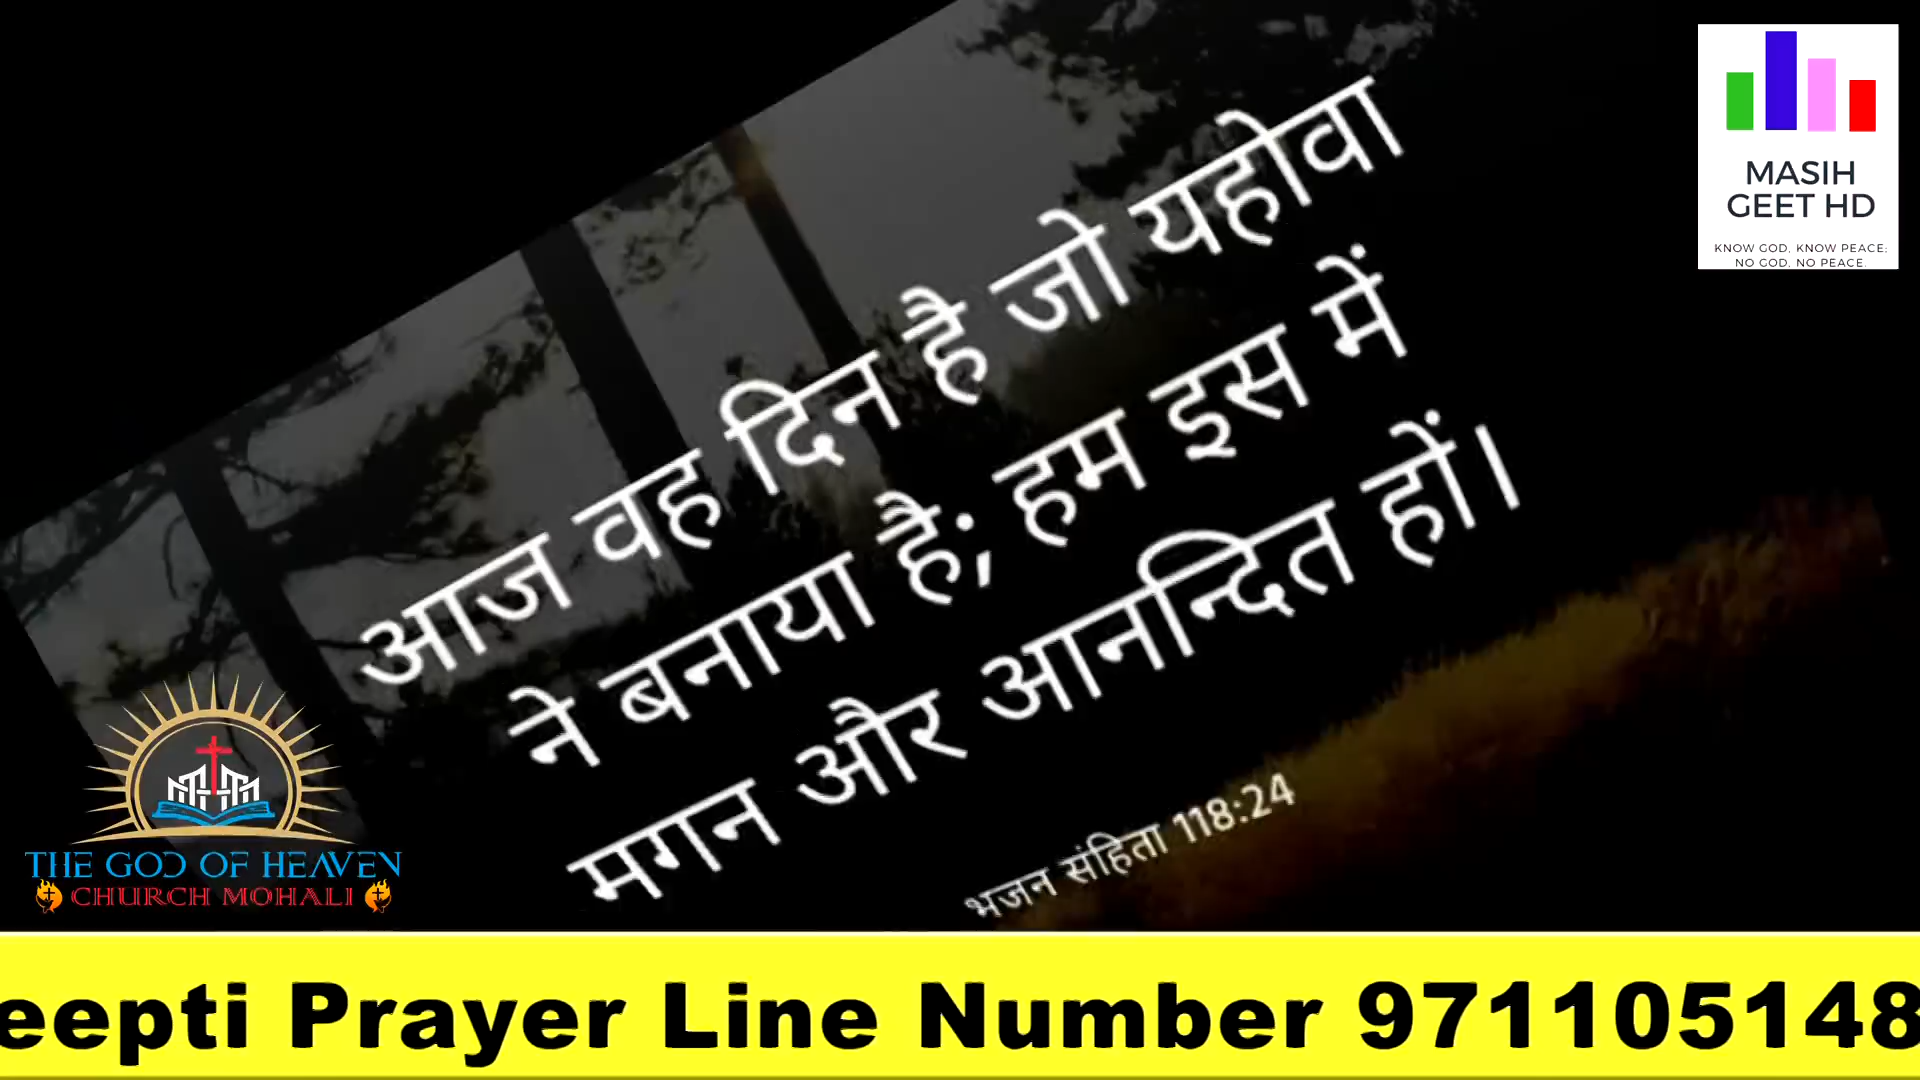 MASIH
GEET HD
KNOW GOD, KNOW PEACE;
NO GOD, NO PEACE.
आज वह दिन है जो यहोवा
ने बनाया है; हम इस में
मगन और आनन्दित हों।
भजन संहिता 118:24
THE GOD OF HEAVEN
CHURCH MOHALI
eepti Prayer Line Number 971105148